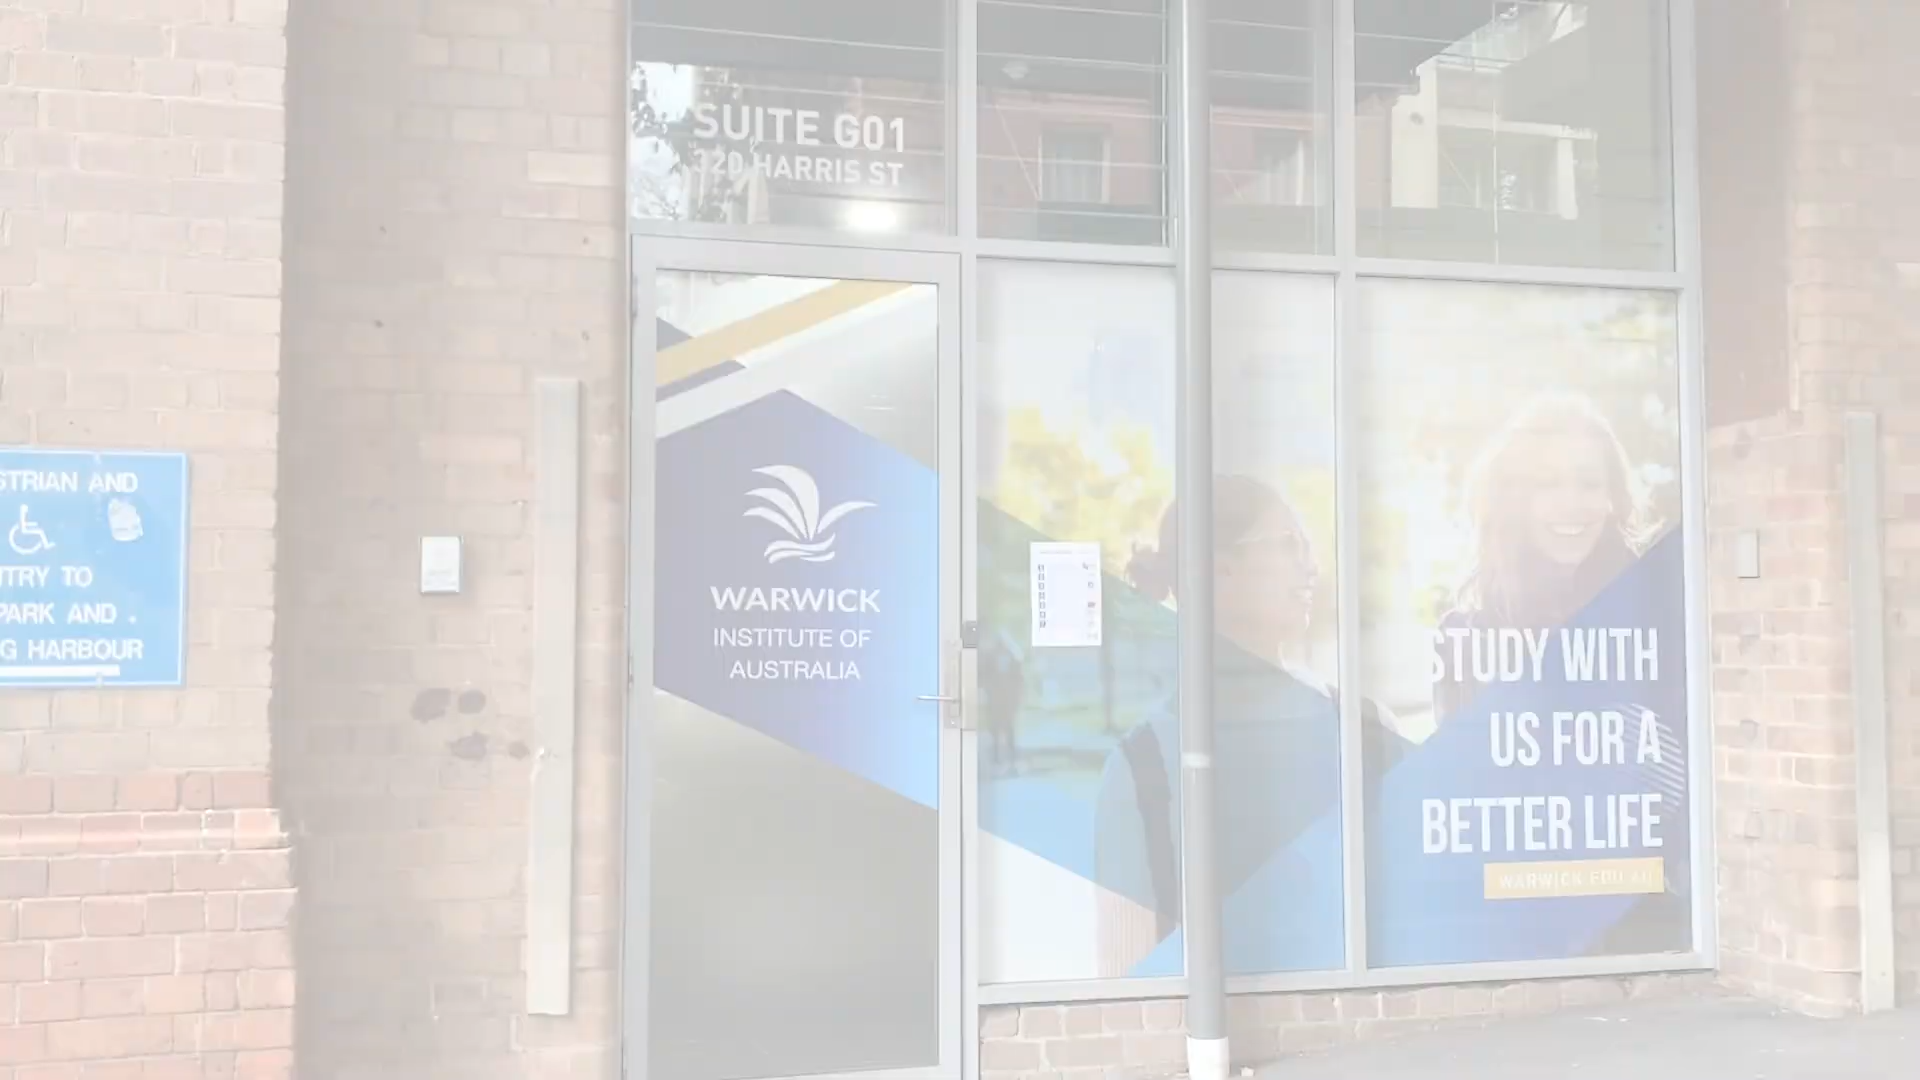 SUITE G01
320 HARRIS ST
STRIAN AND
TRY TO
PARK AND
G HARBOUR
WARWICK
INSTITUTE OF
AUSTRALIA
STUDY WITH
US FOR A
BETTER LIFE
WARWICK.EDU.AU